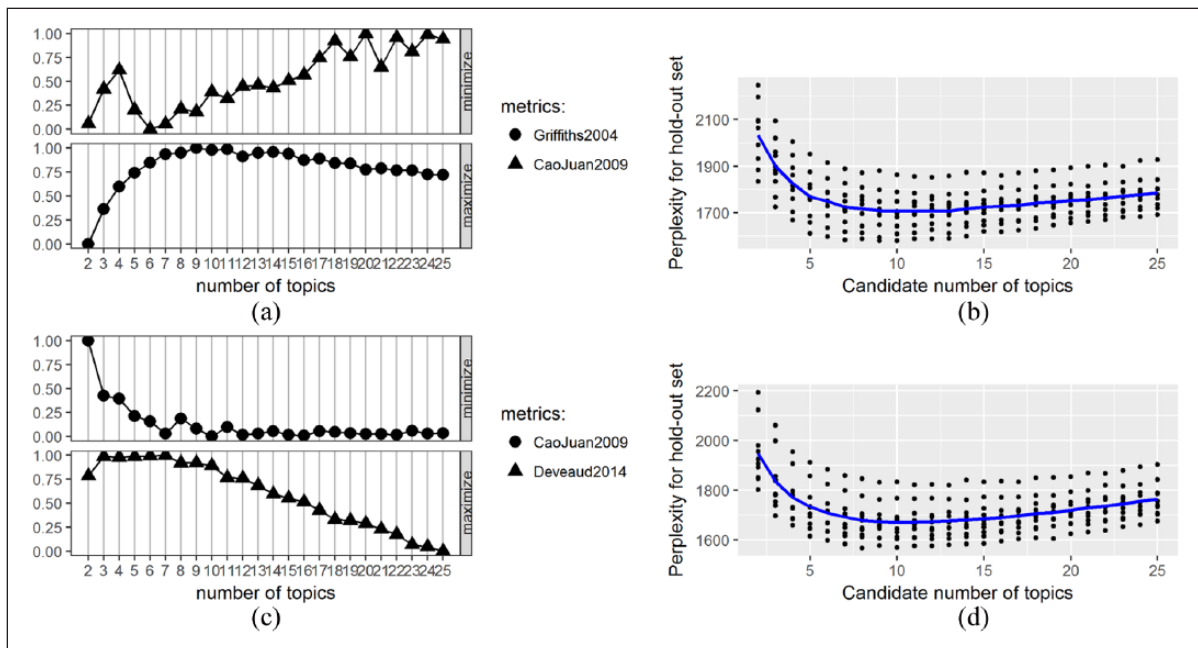 1.00
0.75
0.50
0.25
0.00
minimize
1.00
0.75
0.50
0.25
0.00
maximize
2 3 4 5 6 7 8 9 10 11 12 13 14 15 16 17 18 19 20 21 22 23 24 25
number of topics
(a)
metrics:
Griffiths2004
CaoJuan2009
Perplexity for hold-out set
2100
1900
1700
5 10 15 20 25
Candidate number of topics
(b)
1.00
0.75
0.50
0.25
0.00
minimize
1.00
0.75
0.50
0.25
0.00
maximize
2 3 4 5 6 7 8 9 10 11 12 13 14 15 16 17 18 19 20 21 22 23 24 25
number of topics
(c)
metrics:
CaoJuan2009
Deveaud2014
Perplexity for hold-out set
2200
2000
1800
1600
5 10 15 20 25
Candidate number of topics
(d)